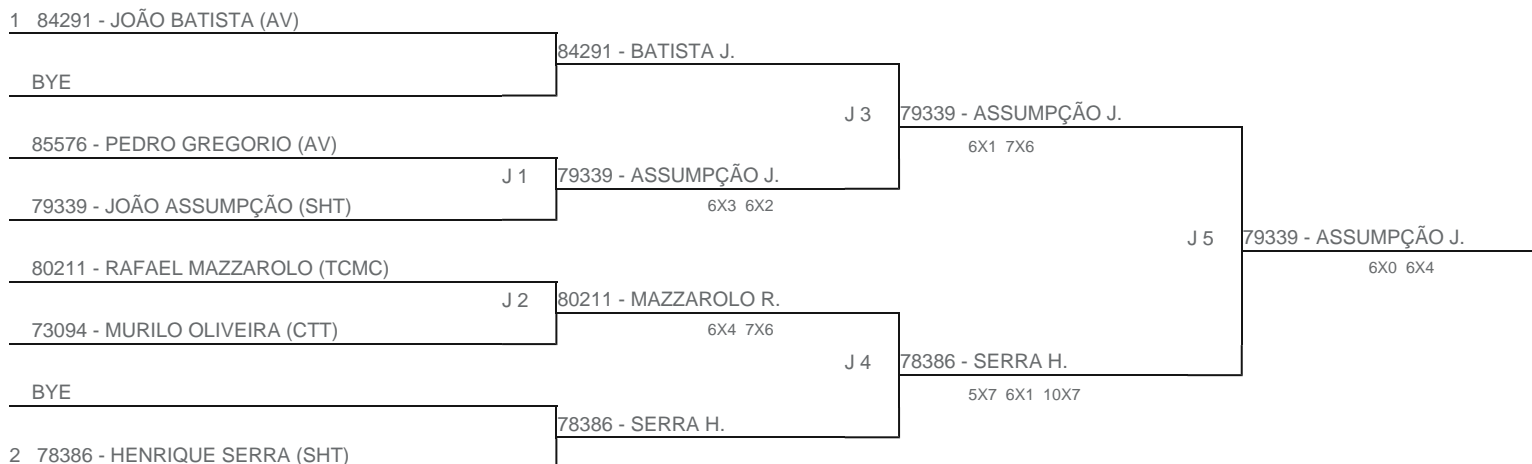 1 84291 - JOÃO BATISTA (AV)
84291 - BATISTA J.
BYE
J 3
79339 - ASSUMPÇÃO J.
6X1 7X6
85576 - PEDRO GREGORIO (AV)
J 1
79339 - ASSUMPÇÃO J.
6X3 6X2
79339 - JOÃO ASSUMPÇÃO (SHT)
J 5
79339 - ASSUMPÇÃO J.
6X0 6X4
80211 - RAFAEL MAZZAROLO (TCMC)
J 2
80211 - MAZZAROLO R.
6X4 7X6
73094 - MURILO OLIVEIRA (CTT)
J 4
78386 - SERRA H.
5X7 6X1 10X7
BYE
78386 - SERRA H.
2 78386 - HENRIQUE SERRA (SHT)